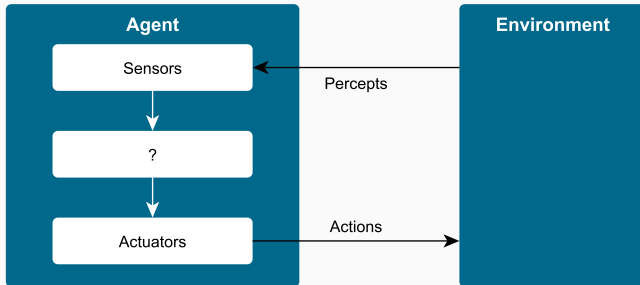 Agent
Environment
Sensors
Percepts
?
Actions
Actuators